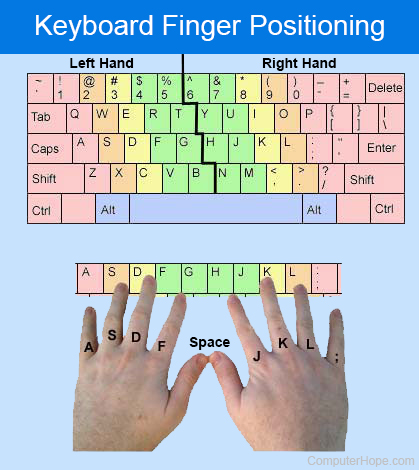 Keyboard Finger Positioning
Left Hand Right Hand
~ ! @ # $ % ^ & * ( ) – + Delete
` 1 2 3 4 5 6 7 8 9 0 - =
Tab Q W E R T Y U I O P { } |
[ ] \
Caps A S D F G H J K L : " Enter
; '
Shift Z X C V B N M < > ? Shift
, . /
Ctrl Alt Alt Ctrl
A S D F G H J K L :
;
A S D F Space J K L ;
ComputerHope.com